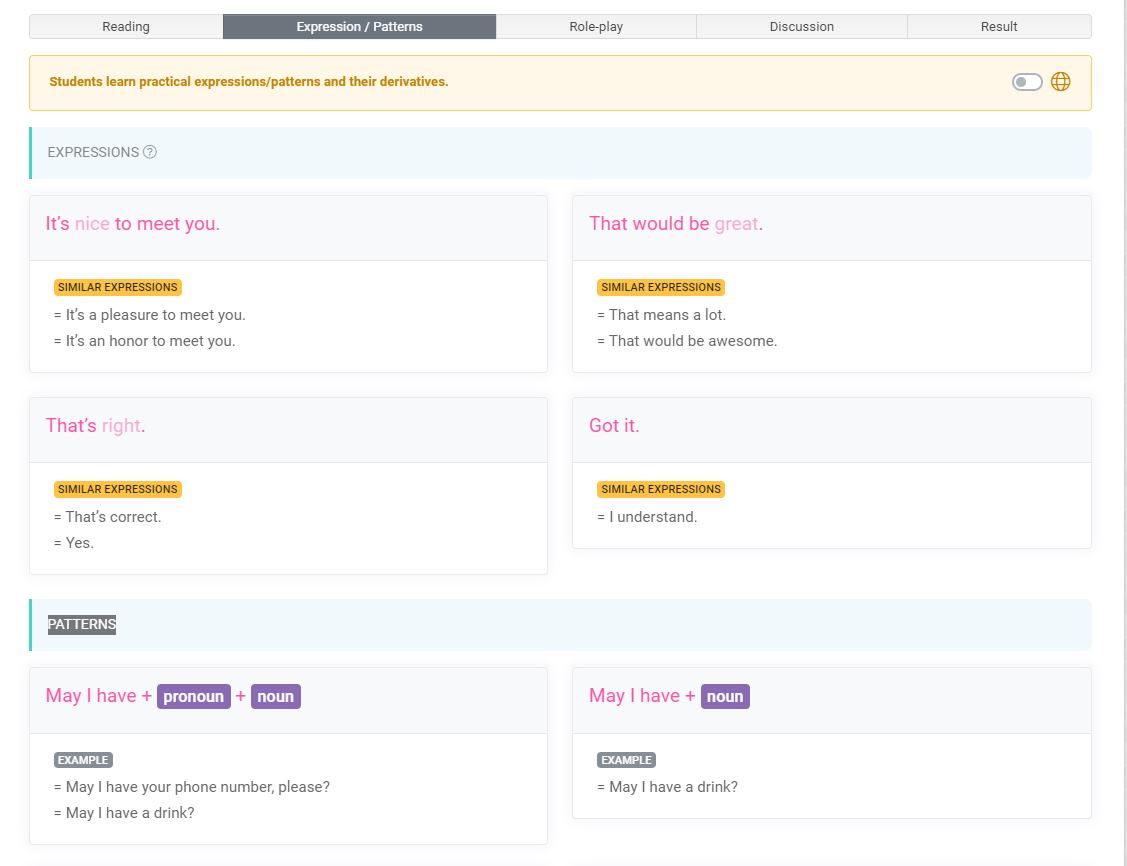 Reading
Expression / Patterns
Role-play
Discussion
Result
Students learn practical expressions/patterns and their derivatives.
EXPRESSIONS ?
It's nice to meet you.
SIMILAR EXPRESSIONS
= It's a pleasure to meet you.
= It's an honor to meet you.
That would be great.
SIMILAR EXPRESSIONS
= That means a lot.
= That would be awesome.
That's right.
SIMILAR EXPRESSIONS
= That's correct.
= Yes.
Got it.
SIMILAR EXPRESSIONS
= I understand.
PATTERNS
May I have + pronoun + noun
EXAMPLE
= May I have your phone number, please?
= May I have a drink?
May I have + noun
EXAMPLE
= May I have a drink?